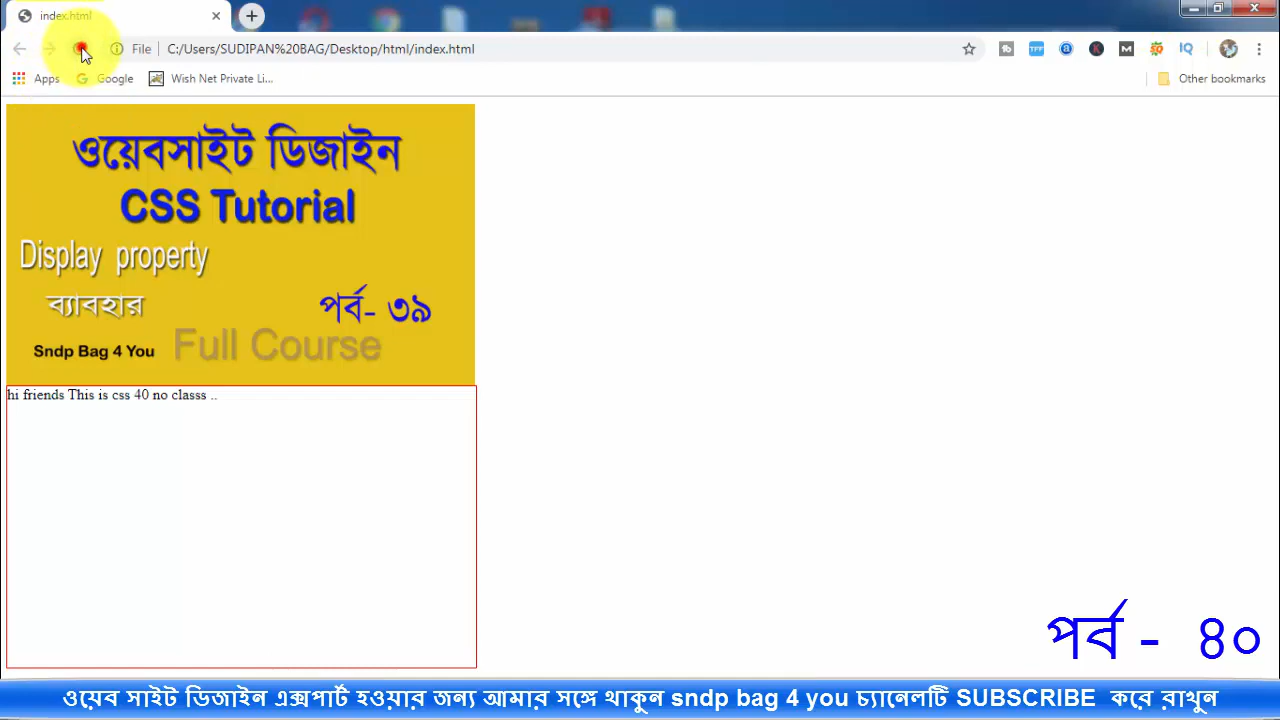 index.html
File C:/Users/SUDIPAN%20BAG/Desktop/html/index.html
Apps Google Wish Net Private Li... Other bookmarks
ওয়েবসাইট ডিজাইন
CSS Tutorial
Display property
ব্যাবহার
পর্ব- ৩৯
Sndp Bag 4 You Full Course
hi friends This is css 40 no classs ..
পর্ব - ৪০
ওয়েব সাইট ডিজাইন এক্সপার্ট হওয়ার জন্য আমার সঙ্গে থাকুন sndp bag 4 you চ্যানেলটি SUBSCRIBE করে রাখুন